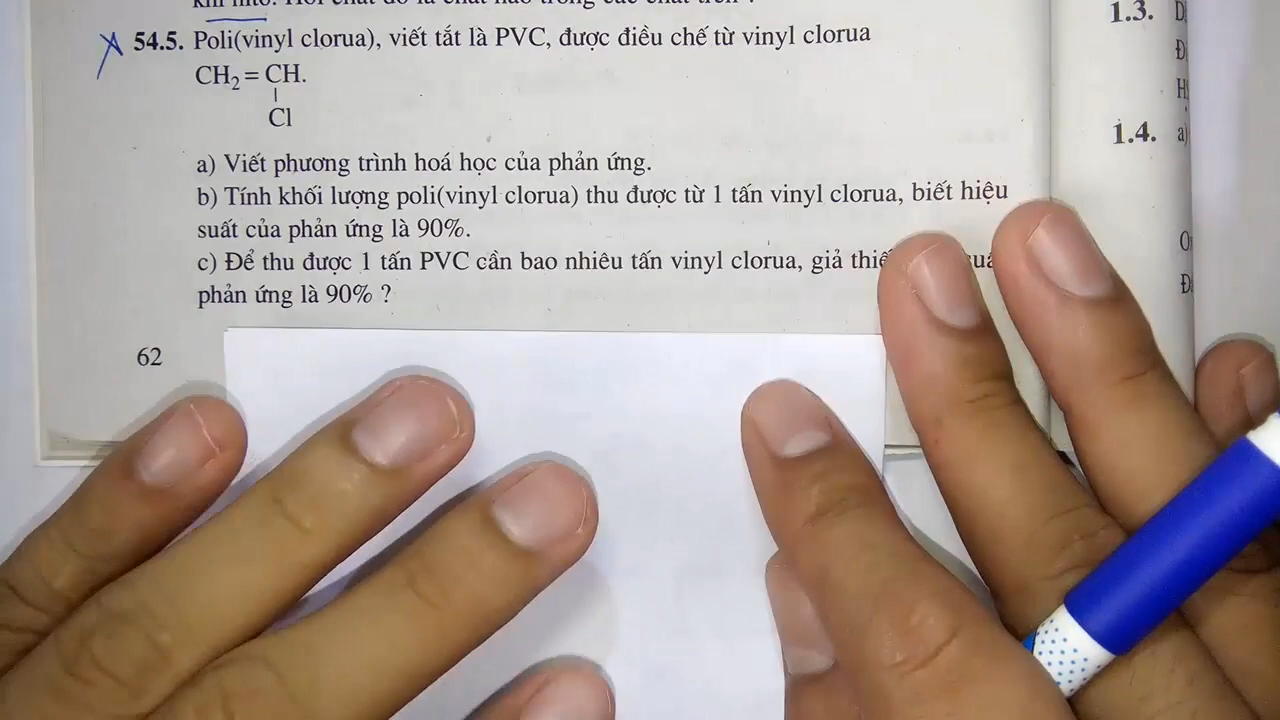 54.5. Poli(vinyl clorua), viết tắt là PVC, được điều chế từ vinyl clorua
CH₂ = CH.
Cl
a) Viết phương trình hoá học của phản ứng.
b) Tính khối lượng poli(vinyl clorua) thu được từ 1 tấn vinyl clorua, biết hiệu
suất của phản ứng là 90%.
c) Để thu được 1 tấn PVC cần bao nhiêu tấn vinyl clorua, giả
phản ứng là 90% ?
62
1.3.
1.4. a)